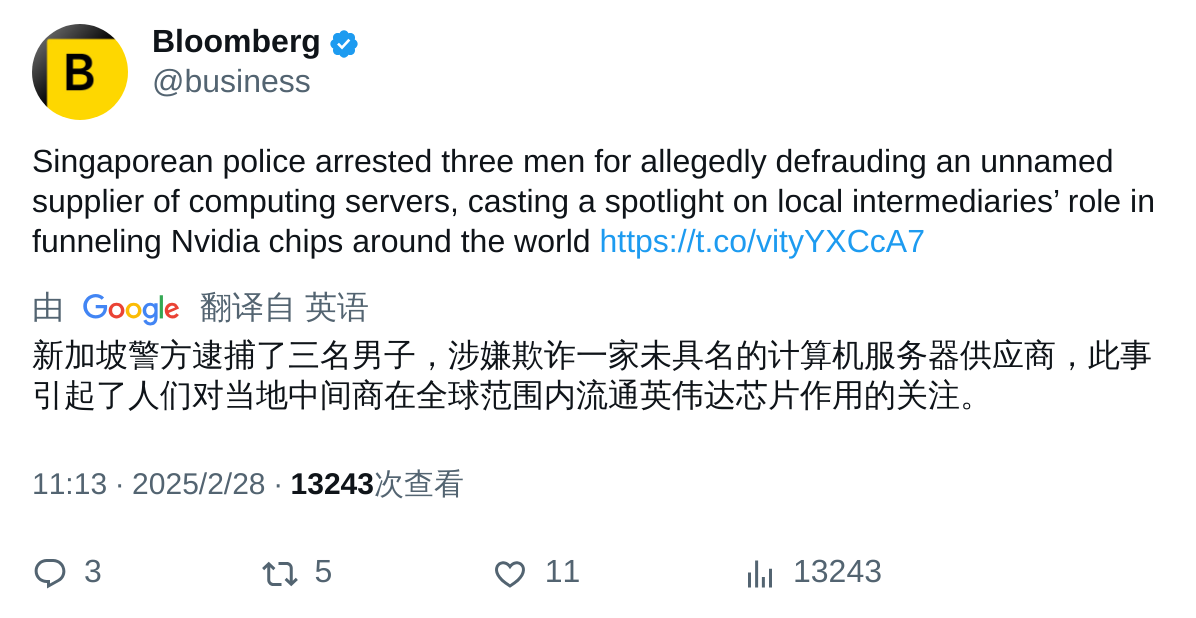 B
Bloomberg
@business
Singaporean police arrested three men for allegedly defrauding an unnamed
supplier of computing servers, casting a spotlight on local intermediaries’ role in
funneling Nvidia chips around the world https://t.co/vityYXCcA7
由 Google 翻译自 英语
新加坡警方逮捕了三名男子，涉嫌欺诈一家未具名的计算机服务器供应商，此事
引起了人们对当地中间商在全球范围内流通英伟达芯片作用的关注。
11:13 · 2025/2/28 · 13243次查看
3 5 11 13243